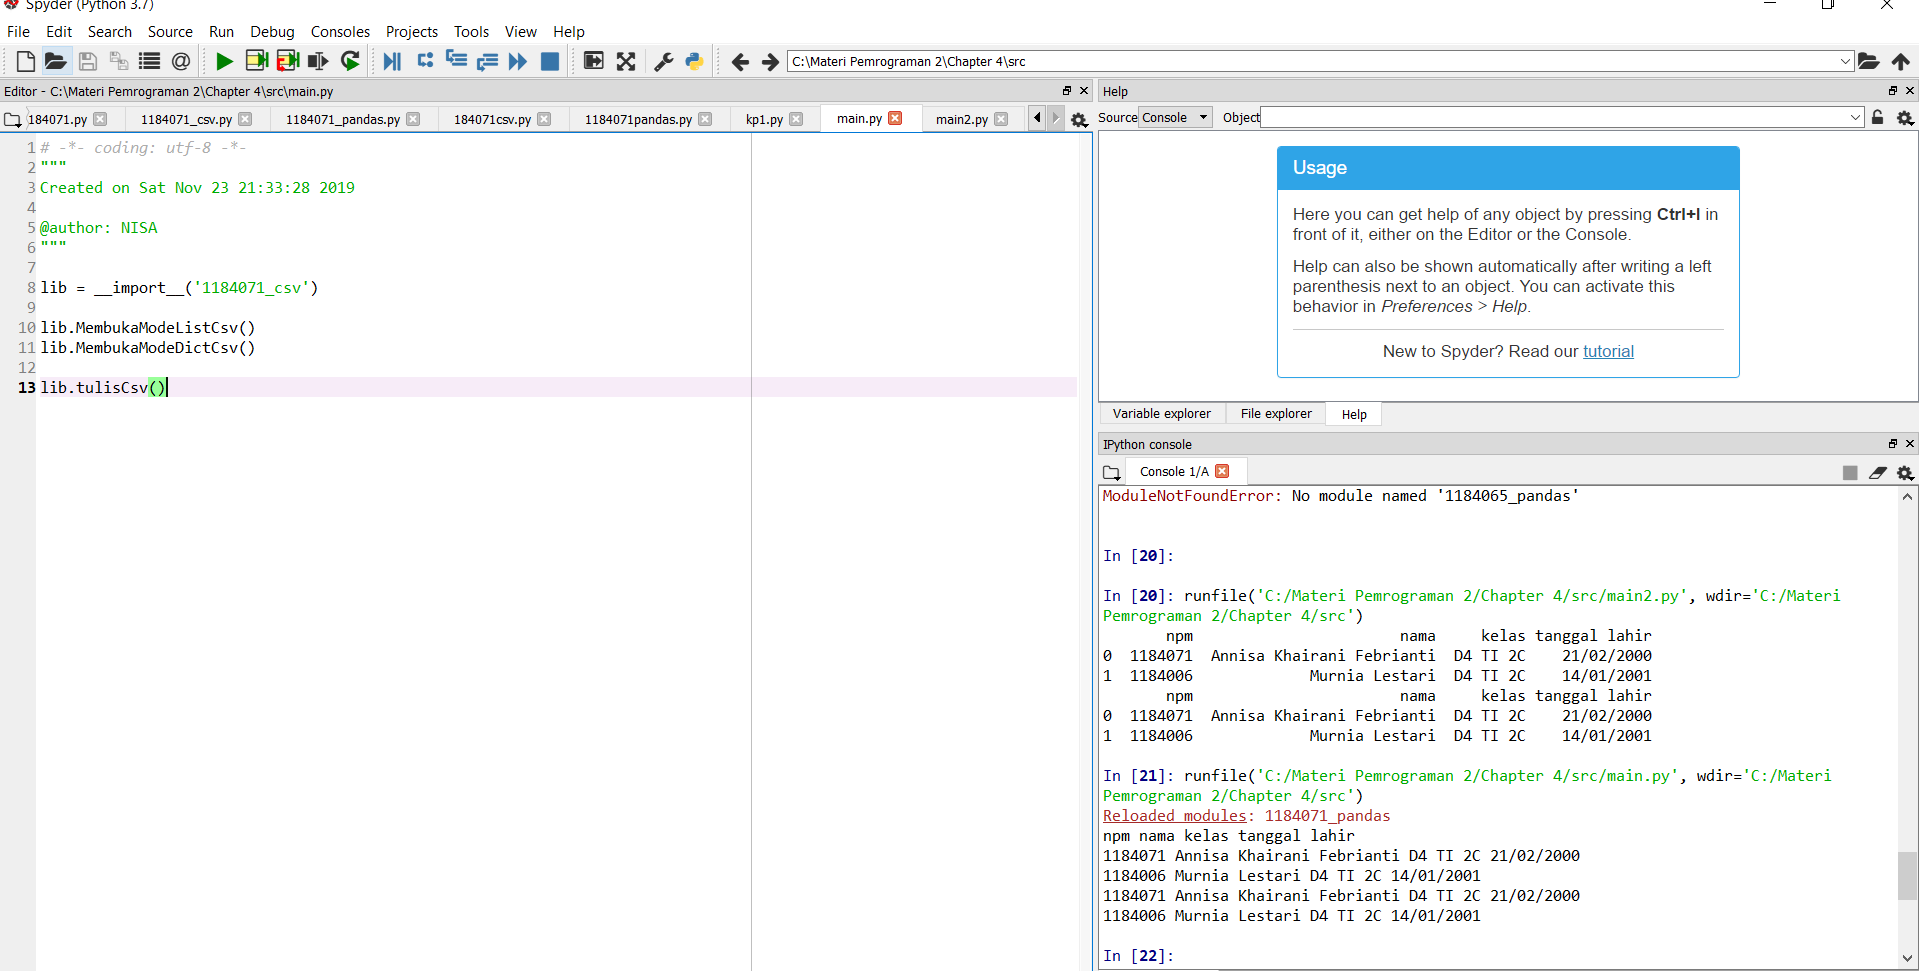 Spyder (Python 3.7)
File Edit Search Source Run Debug Consoles Projects Tools View Help
C:\Materi Pemrograman 2\Chapter 4\src
Editor - C:\Materi Pemrograman 2\Chapter 4\src\main.py
184071.py 1184071_csv.py 1184071_pandas.py 184071csv.py 1184071pandas.py kp1.py main.py main2.py
1 # -*- coding: utf-8 -*-
2 """
3 Created on Sat Nov 23 21:33:28 2019
4
5 @author: NISA
6 """
7
8 lib = __import__('1184071_csv')
9
10 lib.MembukaModeListCsv()
11 lib.MembukaModeDictCsv()
12
13 lib.tulisCsv()
Help
Source Console Object
Usage
Here you can get help of any object by pressing Ctrl+I in
front of it, either on the Editor or the Console.
Help can also be shown automatically after writing a left
parenthesis next to an object. You can activate this
behavior in Preferences > Help.
New to Spyder? Read our tutorial
Variable explorer File explorer Help
IPython console
Console 1/A
ModuleNotFoundError: No module named '1184065_pandas'
In [20]:
In [20]: runfile('C:/Materi Pemrograman 2/Chapter 4/src/main2.py', wdir='C:/Materi
Pemrograman 2/Chapter 4/src')
npm nama kelas tanggal lahir
0 1184071 Annisa Khairani Febrianti D4 TI 2C 21/02/2000
1 1184006 Murnia Lestari D4 TI 2C 14/01/2001
npm nama kelas tanggal lahir
0 1184071 Annisa Khairani Febrianti D4 TI 2C 21/02/2000
1 1184006 Murnia Lestari D4 TI 2C 14/01/2001
In [21]: runfile('C:/Materi Pemrograman 2/Chapter 4/src/main.py', wdir='C:/Materi
Pemrograman 2/Chapter 4/src')
Reloaded modules: 1184071_pandas
npm nama kelas tanggal lahir
1184071 Annisa Khairani Febrianti D4 TI 2C 21/02/2000
1184006 Murnia Lestari D4 TI 2C 14/01/2001
1184071 Annisa Khairani Febrianti D4 TI 2C 21/02/2000
1184006 Murnia Lestari D4 TI 2C 14/01/2001
In [22]: